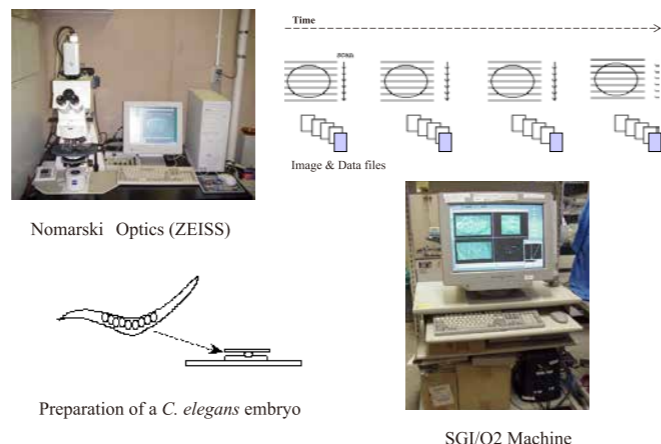 Time
Image & Data files
Nomarski Optics (ZEISS)
Preparation of a C. elegans embryo
SGI/O2 Machine